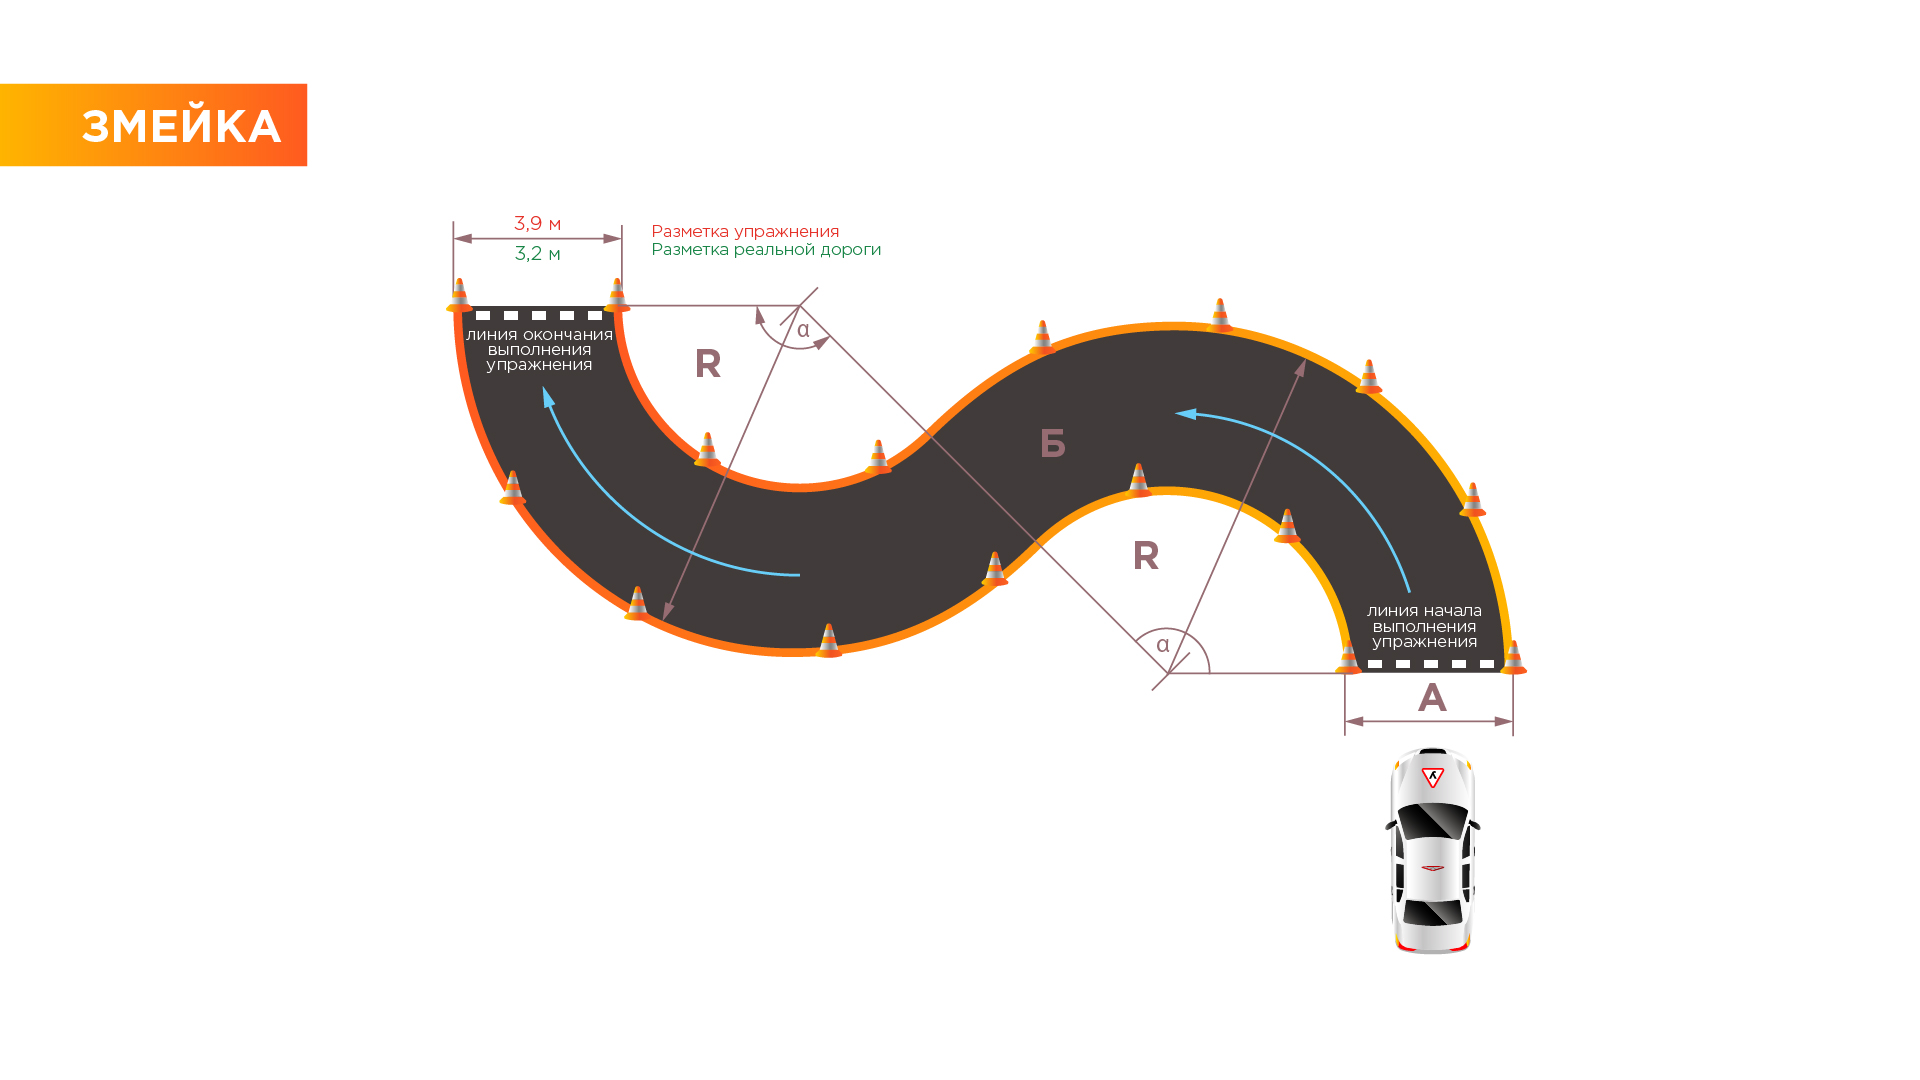 ЗМЕЙКА
3,9 м
3,2 м
Разметка упражнения
Разметка реальной дороги
линия окончания
выполнения
упражнения
α
R
Б
R
α
линия начала
выполнения
упражнения
А
У